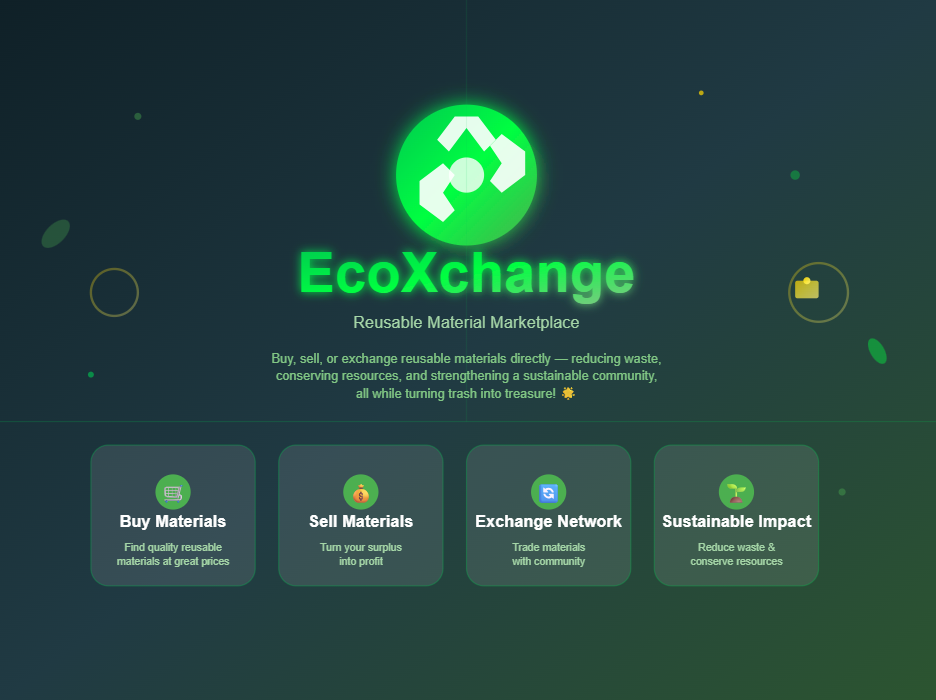 EcoXchange
Reusable Material Marketplace
Buy, sell, or exchange reusable materials directly — reducing waste,
conserving resources, and strengthening a sustainable community,
all while turning trash into treasure! 🌟
Buy Materials
Find quality reusable
materials at great prices
Sell Materials
Turn your surplus
into profit
Exchange Network
Trade materials
with community
Sustainable Impact
Reduce waste &
conserve resources